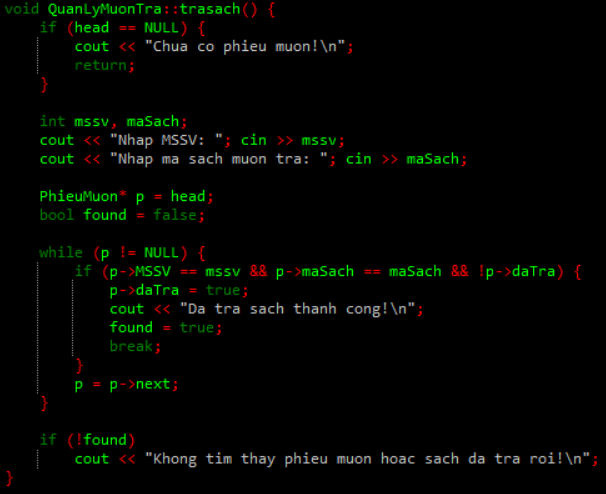 void QuanLyMuonTra::trasach() {
    if (head == NULL) {
        cout << "Chua co phieu muon!\n";
        return;
    }

    int mssv, maSach;
    cout << "Nhap MSSV: "; cin >> mssv;
    cout << "Nhap ma sach muon tra: "; cin >> maSach;

    PhieuMuon* p = head;
    bool found = false;

    while (p != NULL) {
        if (p->MSSV == mssv && p->maSach == maSach && !p->daTra) {
            p->daTra = true;
            cout << "Da tra sach thanh cong!\n";
            found = true;
            break;
        }
        p = p->next;
    }

    if (!found)
        cout << "Khong tim thay phieu muon hoac sach da tra roi!\n";
}